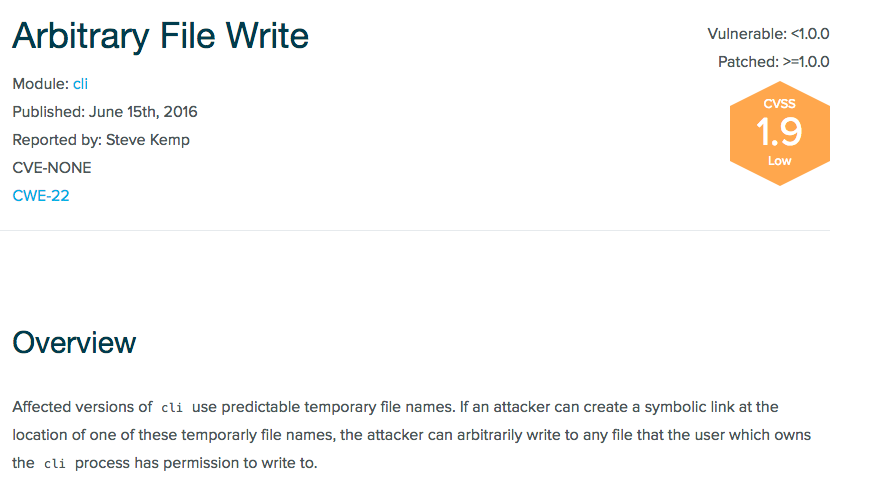 Arbitrary File Write
Vulnerable: <1.0.0
Patched: >=1.0.0
Module: cli
Published: June 15th, 2016
Reported by: Steve Kemp
CVE-NONE
CWE-22
CVSS
1.9
Low
Overview
Affected versions of cli use predictable temporary file names. If an attacker can create a symbolic link at the
location of one of these temporarly file names, the attacker can arbitrarily write to any file that the user which owns
the cli process has permission to write to.